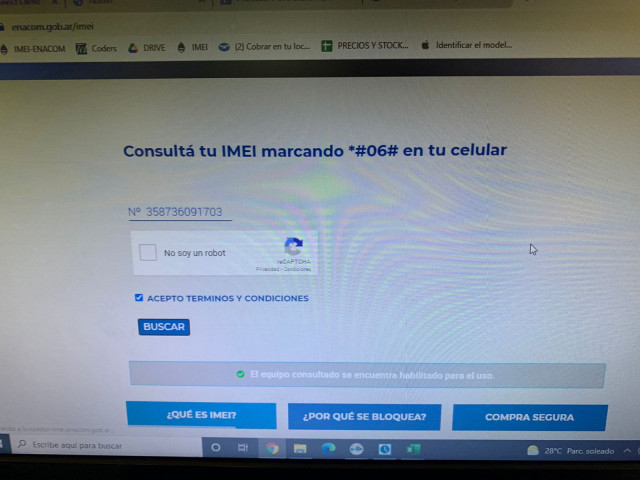 enacom.gob.ar/imei
IMEI-ENACOM Coders DRIVE IMEI (2) Cobrar en tu loc... PRECIOS Y STOCK... Identificar el model...
Consultá tu IMEI marcando *#06# en tu celular
Nº 358736091703
No soy un robot
reCAPTCHA
Privacidad - Condiciones
ACEPTO TERMINOS Y CONDICIONES
BUSCAR
El equipo consultado se encuentra habilitado para el uso.
¿QUÉ ES IMEI? ¿POR QUÉ SE BLOQUEA? COMPRA SEGURA
Escribe aquí para buscar 28°C Parc. soleado